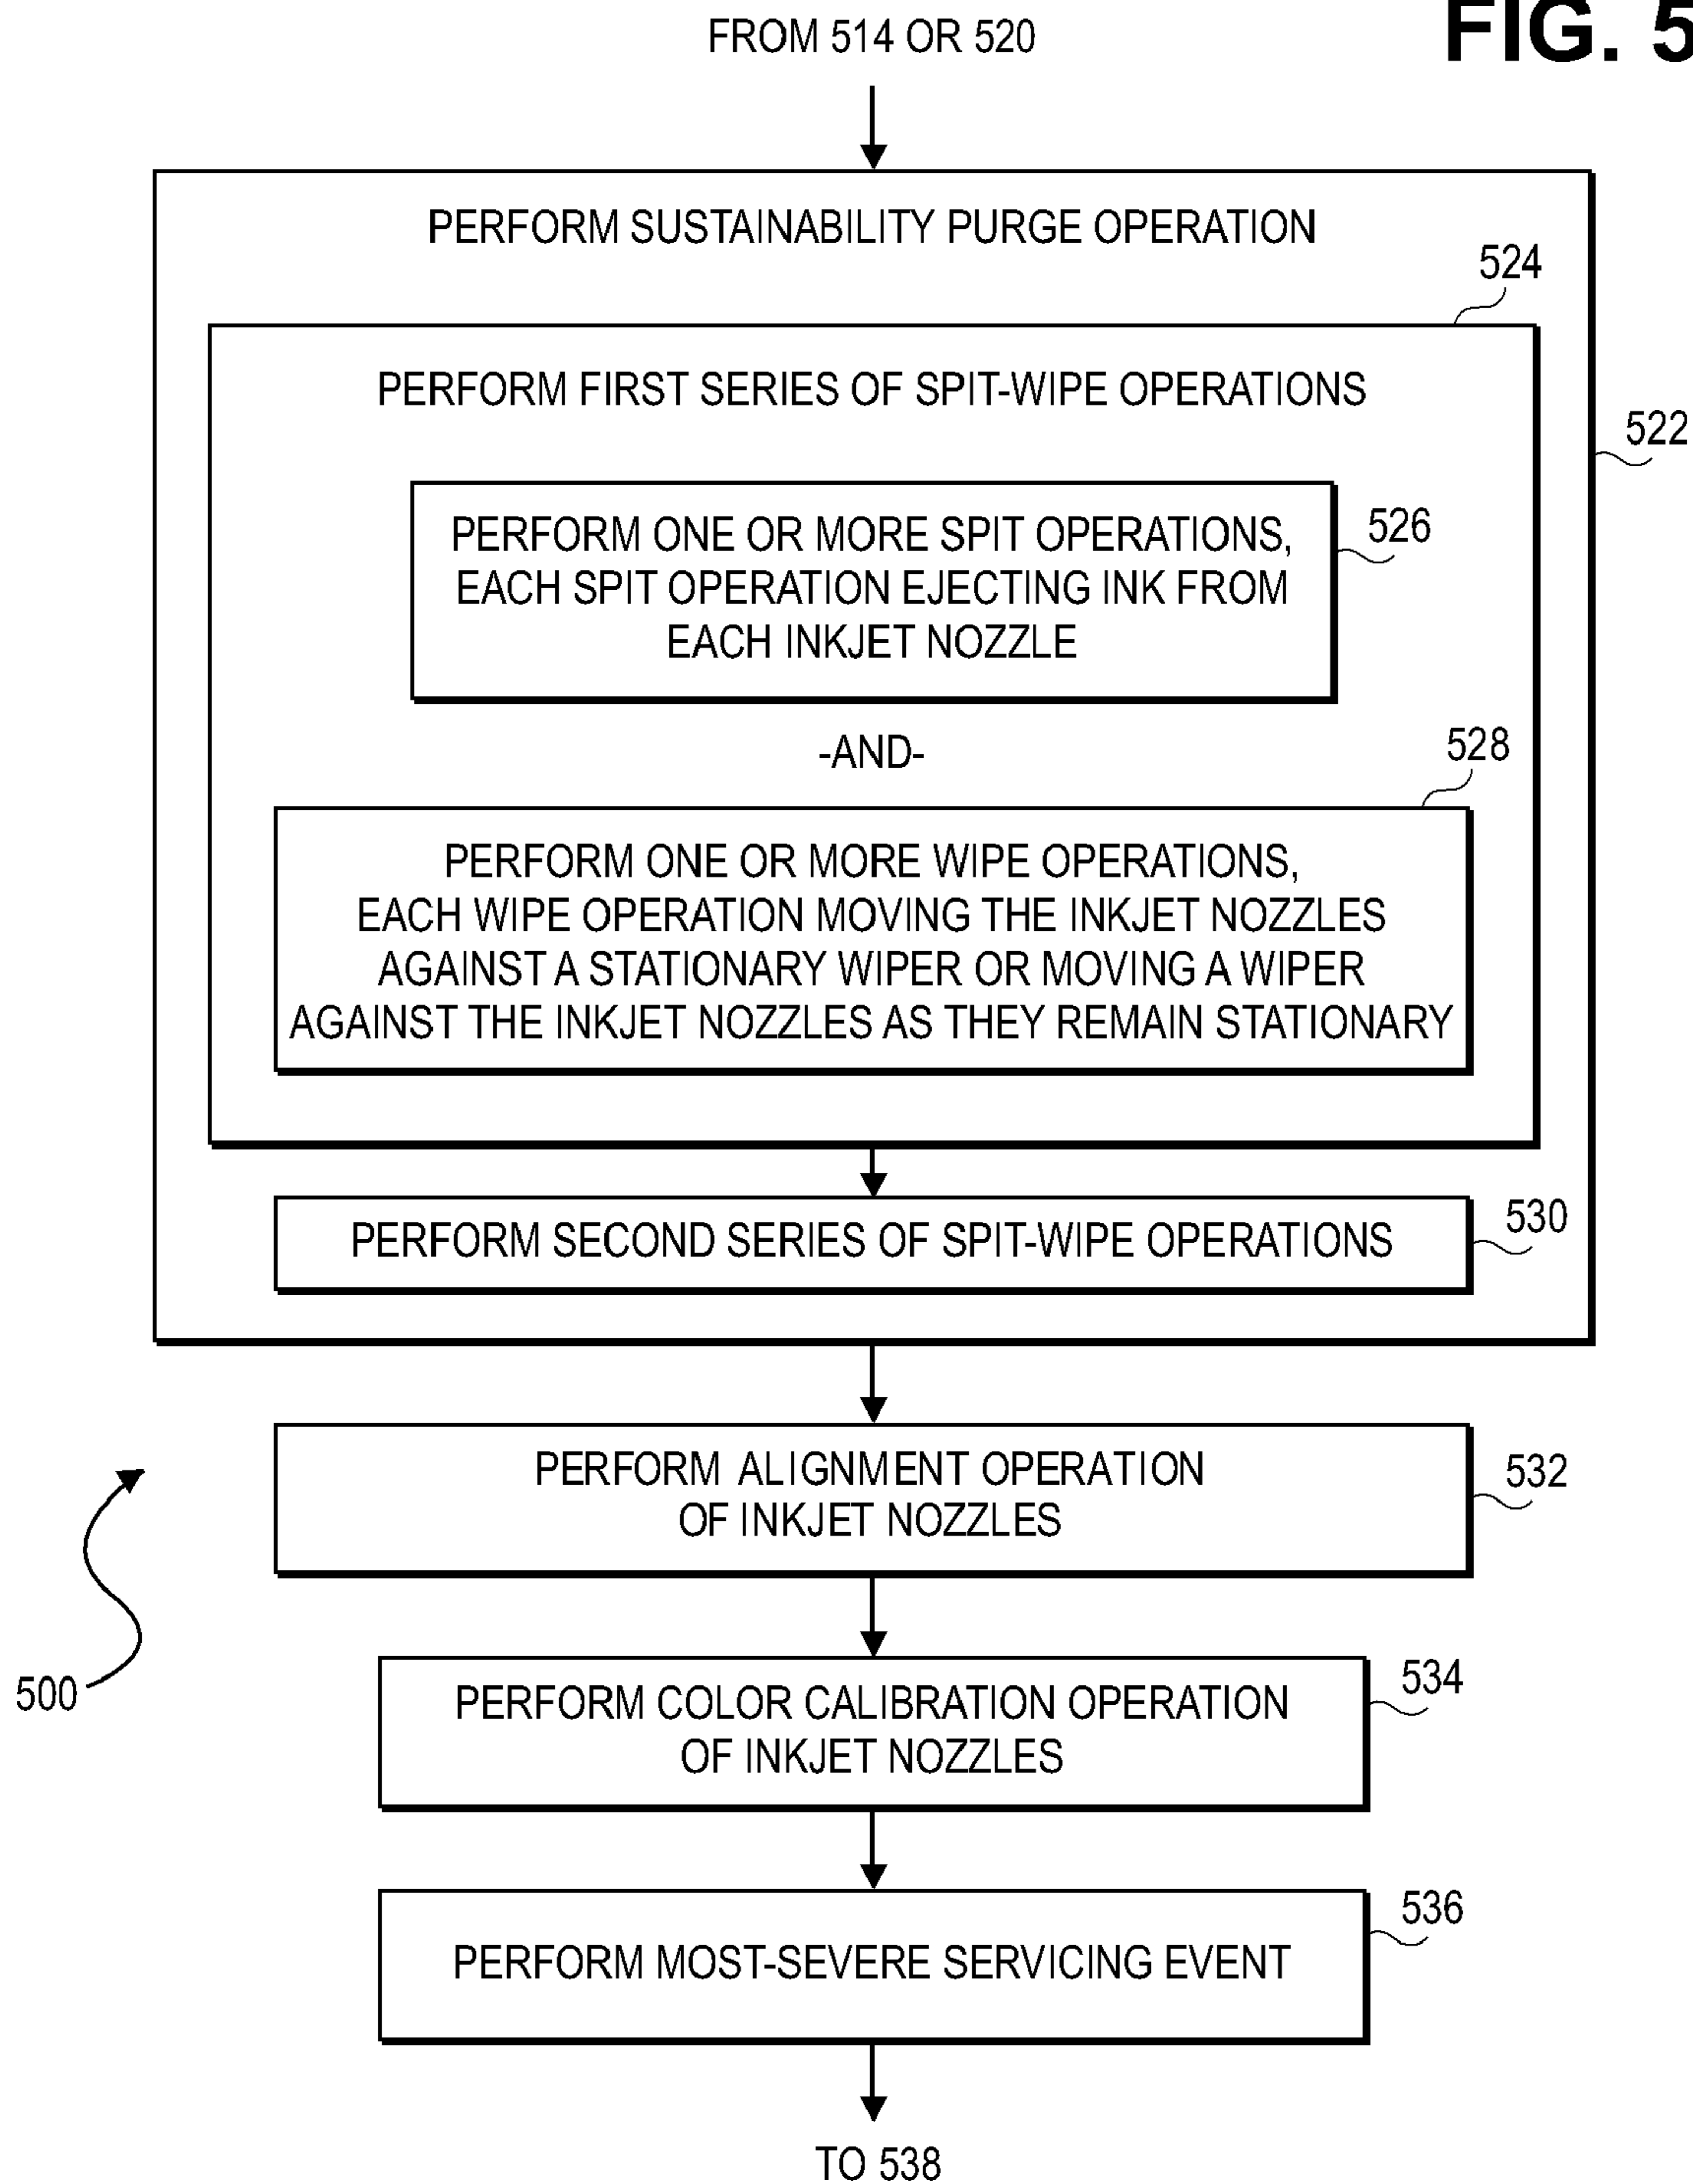 FROM 514 OR 520
FIG. 5
PERFORM SUSTAINABILITY PURGE OPERATION
524
PERFORM FIRST SERIES OF SPIT-WIPE OPERATIONS
522
PERFORM ONE OR MORE SPIT OPERATIONS,
EACH SPIT OPERATION EJECTING INK FROM
EACH INKJET NOZZLE
526
-AND-
528
PERFORM ONE OR MORE WIPE OPERATIONS,
EACH WIPE OPERATION MOVING THE INKJET NOZZLES
AGAINST A STATIONARY WIPER OR MOVING A WIPER
AGAINST THE INKJET NOZZLES AS THEY REMAIN STATIONARY
PERFORM SECOND SERIES OF SPIT-WIPE OPERATIONS
530
PERFORM ALIGNMENT OPERATION
OF INKJET NOZZLES
532
500
PERFORM COLOR CALIBRATION OPERATION
OF INKJET NOZZLES
534
PERFORM MOST-SEVERE SERVICING EVENT
536
TO 538